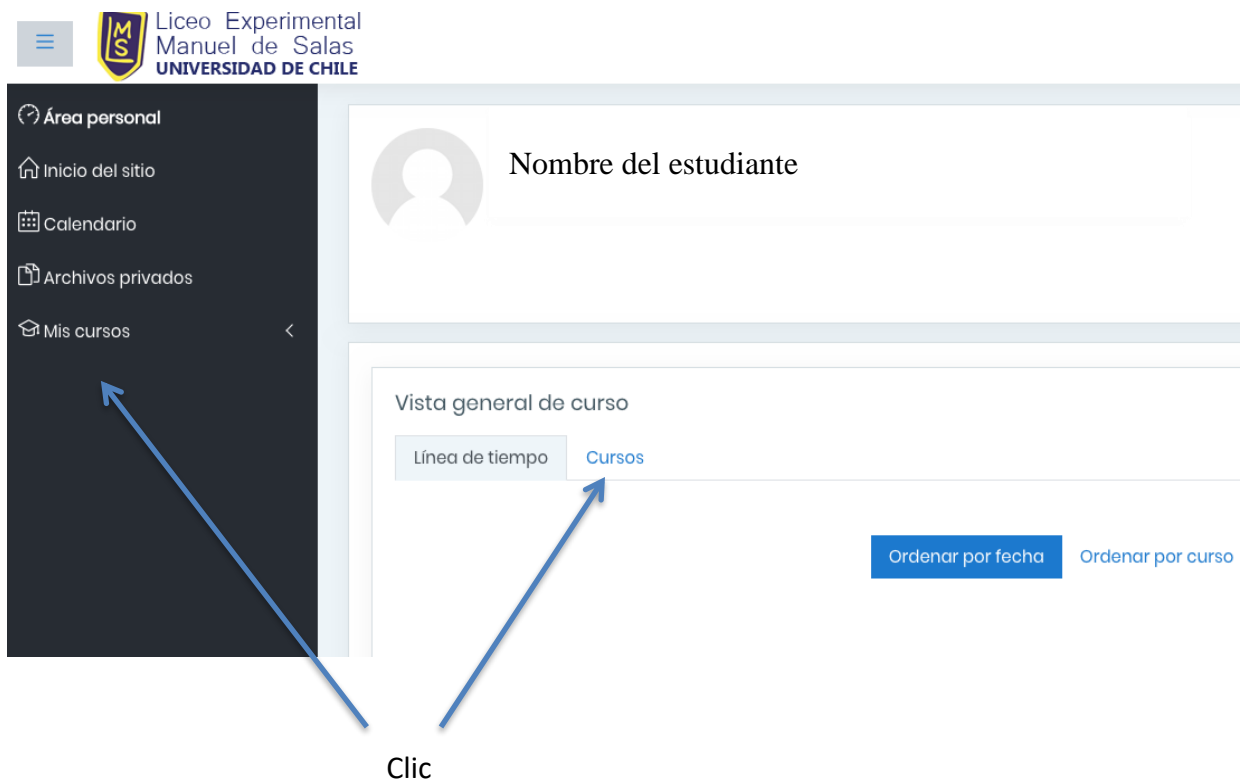 Liceo Experimental
Manuel de Salas
UNIVERSIDAD DE CHILE
Área personal
Inicio del sitio
Calendario
Archivos privados
Mis cursos
Nombre del estudiante
Vista general de curso
Línea de tiempo Cursos
Ordenar por fecha Ordenar por curso
Clic